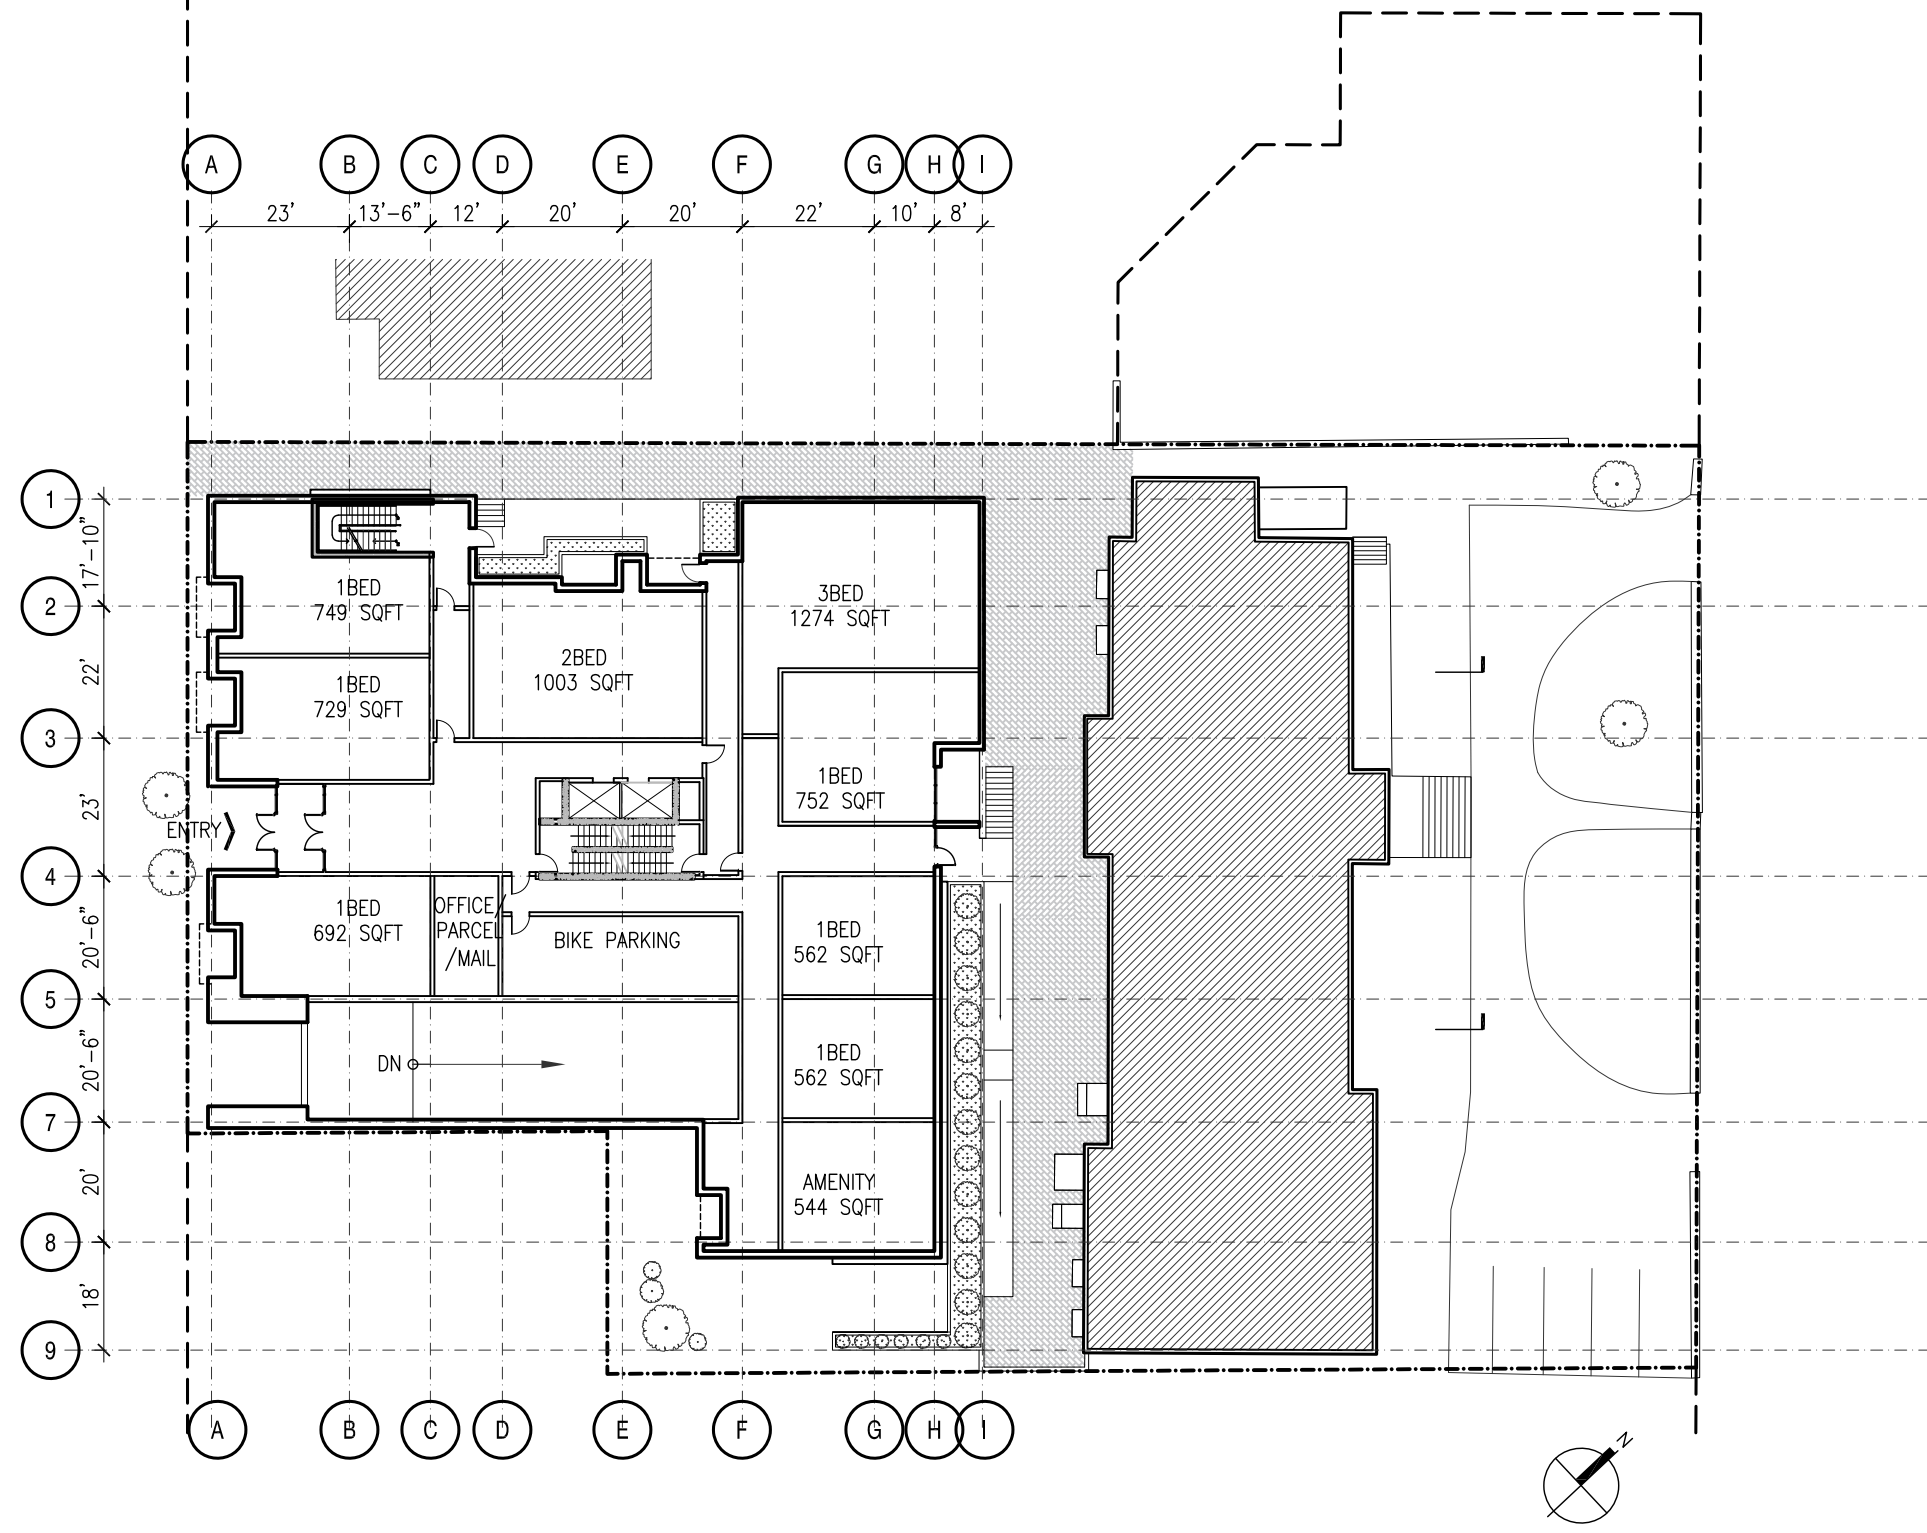 A B C D E F G H I
23' 13'-6" 12' 20' 20' 22' 10' 8'
1
17'-10"
2
22'
3
23'
4
20'-6"
5
20'-6"
7
20'
8
18'
9
1BED
749 SQFT
1BED
729 SQFT
2BED
1003 SQFT
3BED
1274 SQFT
1BED
752 SQFT
ENTRY
1BED
692 SQFT
OFFICE/
PARCEL
/MAIL
BIKE PARKING
1BED
562 SQFT
DN
1BED
562 SQFT
AMENITY
544 SQFT
A B C D E F G H I
N